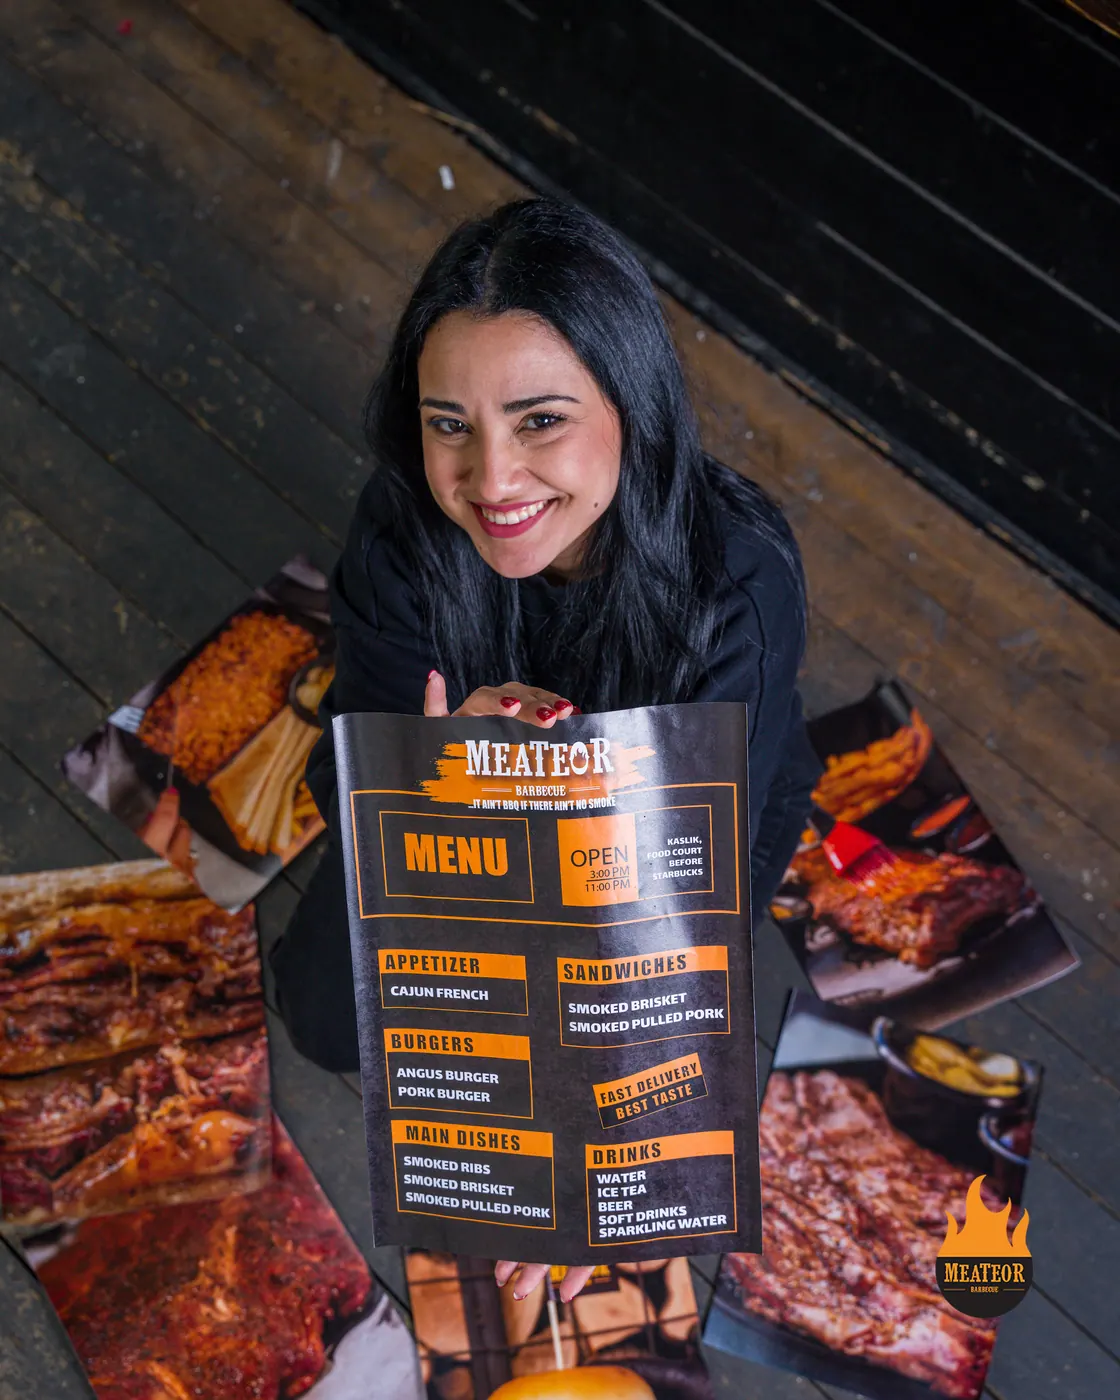 MEATEOR
BARBECUE
...IT AIN'T BBQ IF THERE AIN'T NO SMOKE
MENU
OPEN
3:00 PM
11:00 PM
KASLIK,
FOOD COURT
BEFORE
STARBUCKS
APPETIZER
CAJUN FRENCH
BURGERS
ANGUS BURGER
PORK BURGER
MAIN DISHES
SMOKED RIBS
SMOKED BRISKET
SMOKED PULLED PORK
SANDWICHES
SMOKED BRISKET
SMOKED PULLED PORK
FAST DELIVERY
BEST TASTE
DRINKS
WATER
ICE TEA
BEER
SOFT DRINKS
SPARKLING WATER
MEATEOR
BARBECUE